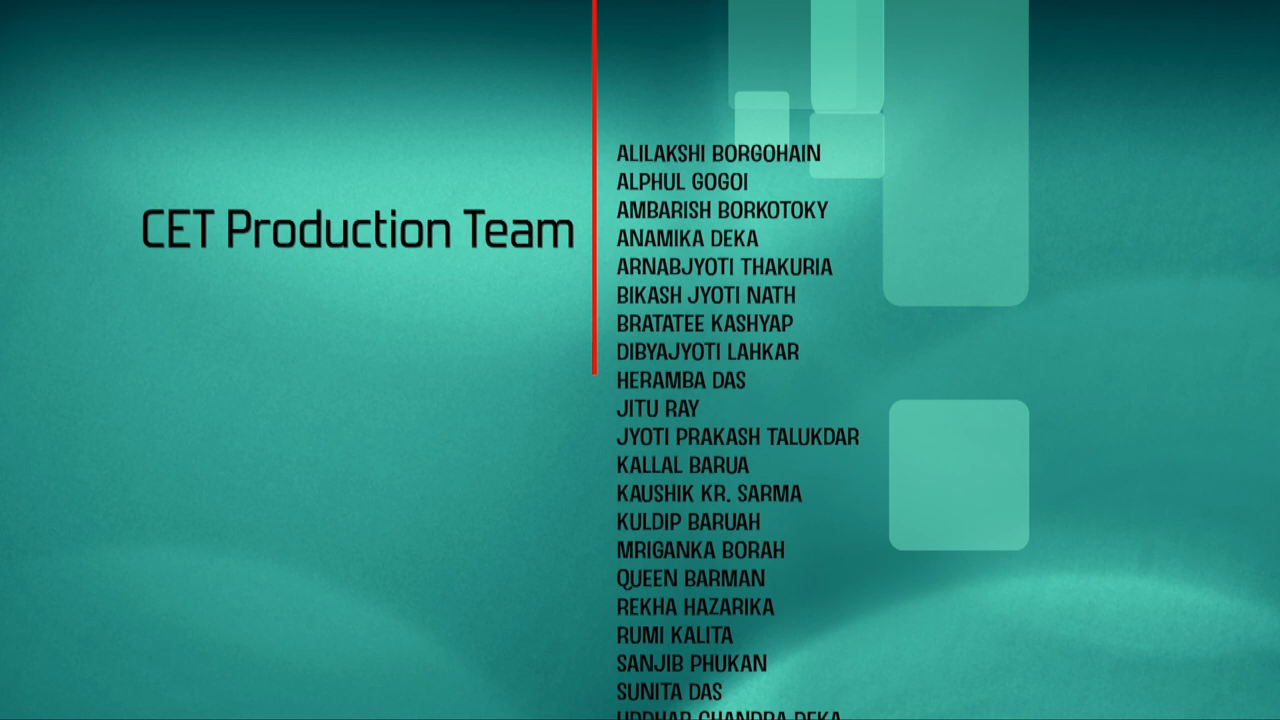 CET Production Team
ALILAKSHI BORGOHAIN
ALPHUL GOGOI
AMBARISH BORKOTOKY
ANAMIKA DEKA
ARNABJYOTI THAKURIA
BIKASH JYOTI NATH
BRATATEE KASHYAP
DIBYAJYOTI LAHKAR
HERAMBA DAS
JITU RAY
JYOTI PRAKASH TALUKDAR
KALLAL BARUA
KAUSHIK KR. SARMA
KULDIP BARUAH
MRIGANKA BORAH
QUEEN BARMAN
REKHA HAZARIKA
RUMI KALITA
SANJIB PHUKAN
SUNITA DAS
CHANDRA DEKA